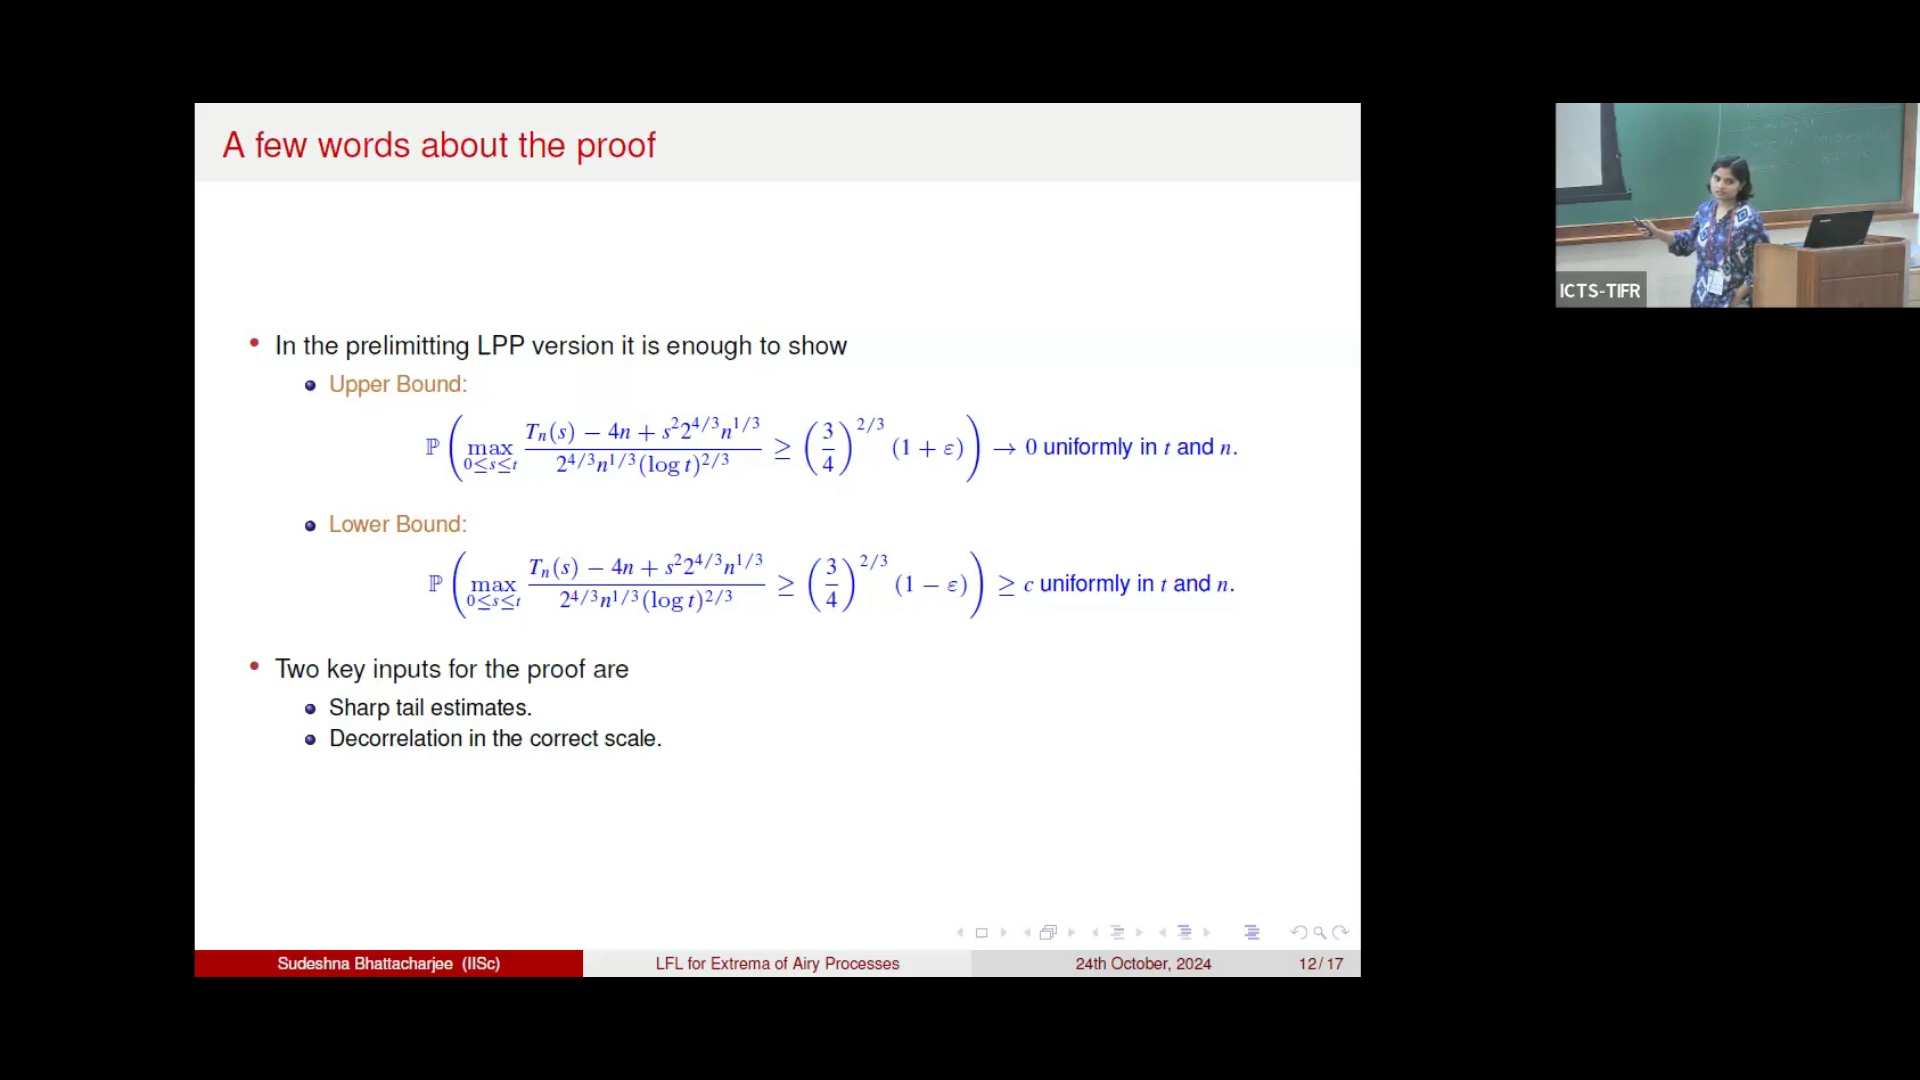 A few words about the proof
ICTS-TIFR
• In the prelimitting LPP version it is enough to show
• Upper Bound:
ℙ ( max_{0≤s≤t} (T_n(s) − 4n + s²2^{4/3}n^{1/3}) / (2^{4/3}n^{1/3}(log t)^{2/3}) ≥ (3/4)^{2/3} (1 + ε) ) → 0 uniformly in t and n.
• Lower Bound:
ℙ ( max_{0≤s≤t} (T_n(s) − 4n + s²2^{4/3}n^{1/3}) / (2^{4/3}n^{1/3}(log t)^{2/3}) ≥ (3/4)^{2/3} (1 − ε) ) ≥ c uniformly in t and n.
• Two key inputs for the proof are
• Sharp tail estimates.
• Decorrelation in the correct scale.
Sudeshna Bhattacharjee (IISc) LFL for Extrema of Airy Processes 24th October, 2024 12/17